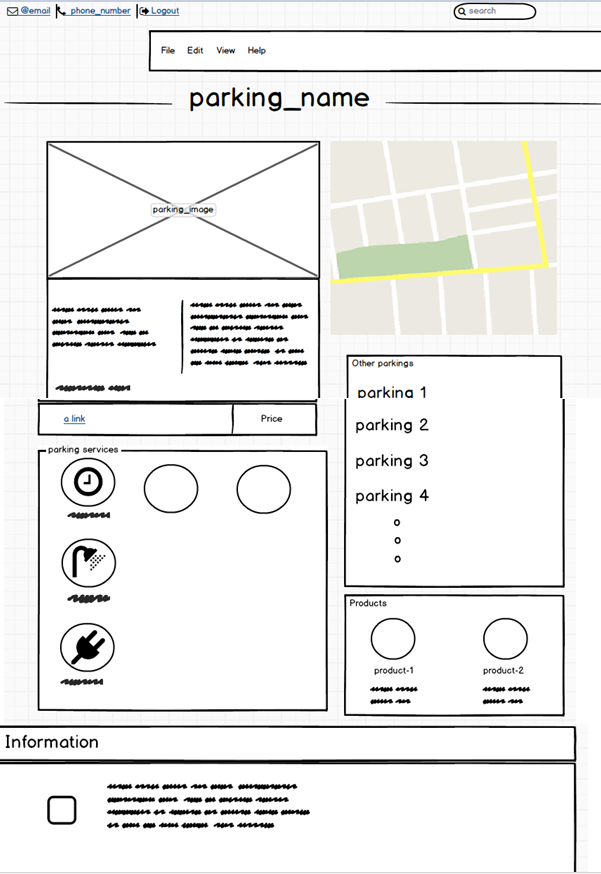 @email phone_number Logout search
File Edit View Help
parking_name
parking_image
Other parkings
parking 1
a link Price
parking 2
parking services
parking 3
parking 4
Products
product-1 product-2
Information